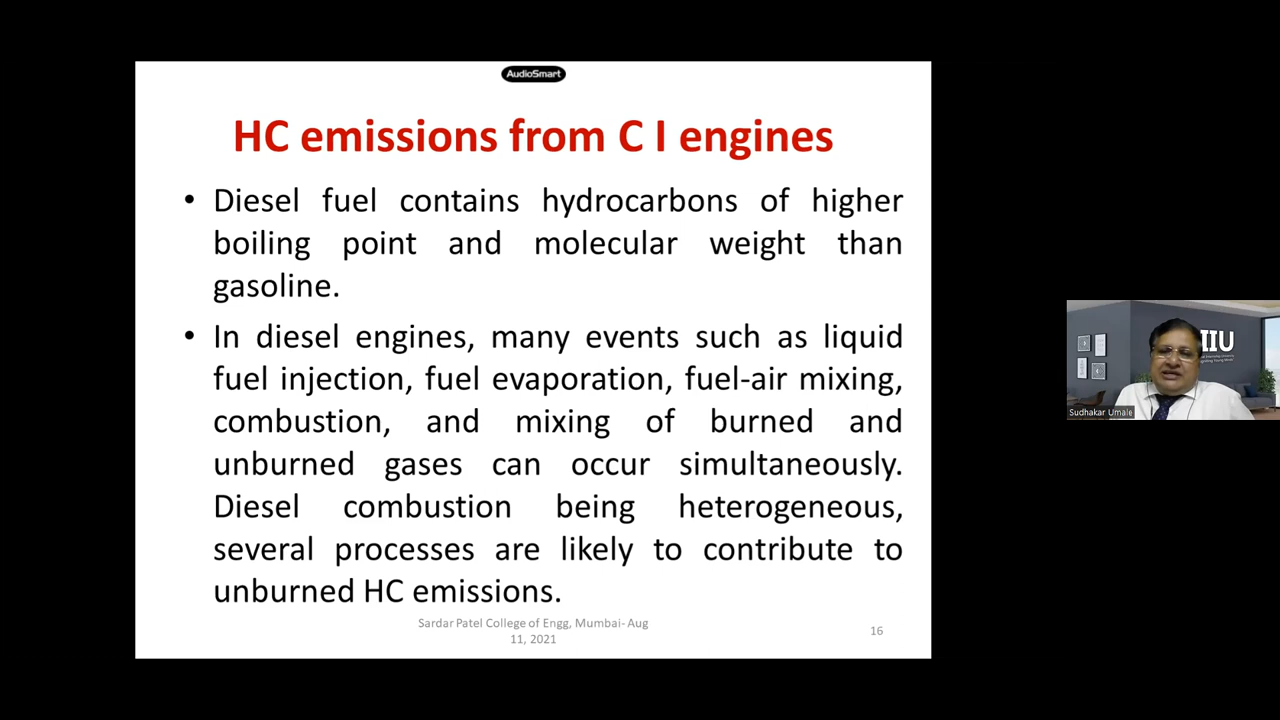 AudioSmart
HC emissions from C I engines
• Diesel fuel contains hydrocarbons of higher
boiling point and molecular weight than
gasoline.
• In diesel engines, many events such as liquid
fuel injection, fuel evaporation, fuel-air mixing,
combustion, and mixing of burned and
unburned gases can occur simultaneously.
Diesel combustion being heterogeneous,
several processes are likely to contribute to
unburned HC emissions.
Sardar Patel College of Engg, Mumbai- Aug
11, 2021
16
IIU
Sudhakar Umale